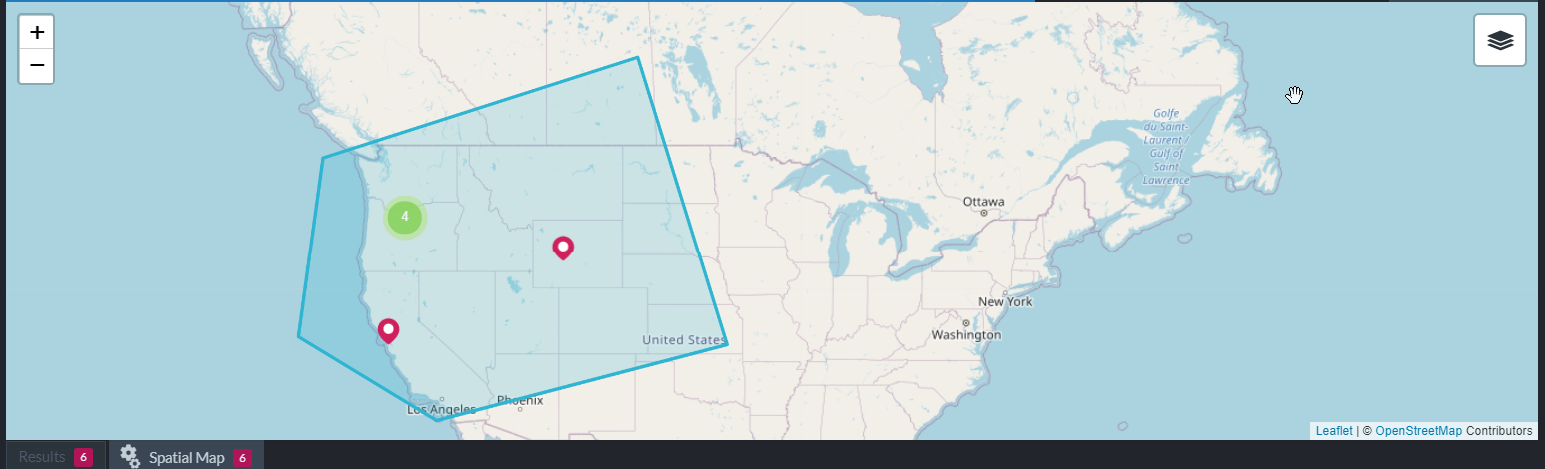 +
−
Golfe
du Saint-
Laurent /
Gulf of
Saint
Lawrence
4
Ottawa
New York
Washington
United States
Los Angeles
Phoenix
Leaflet | © OpenStreetMap Contributors
Results 6
Spatial Map 6